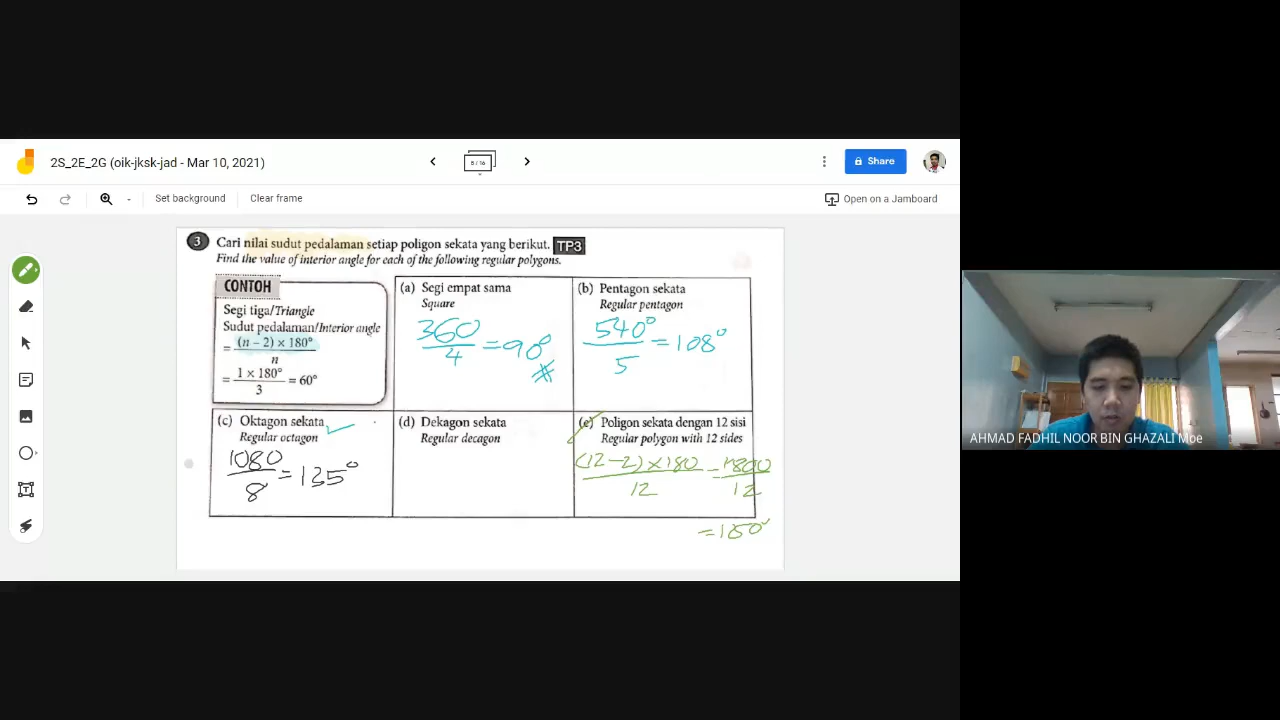 2S_2E_2G (oik-jksk-jad - Mar 10, 2021)
8 / 16
Share
Set background
Clear frame
Open on a Jamboard
3 Cari nilai sudut pedalaman setiap poligon sekata yang berikut. TP3
Find the value of interior angle for each of the following regular polygons.
CONTOH
Segi tiga/Triangle
Sudut pedalaman/Interior angle
= (n – 2) × 180° / n
= 1 × 180° / 3 = 60°
(a) Segi empat sama
Square
360 / 4 = 90°
(b) Pentagon sekata
Regular pentagon
540° / 5 = 108°
(c) Oktagon sekata
Regular octagon
1080 / 8 = 135°
(d) Dekagon sekata
Regular decagon
(e) Poligon sekata dengan 12 sisi
Regular polygon with 12 sides
(12-2) × 180 / 12 = 1800 / 12
= 150°
AHMAD FADHIL NOOR BIN GHAZALI Moe